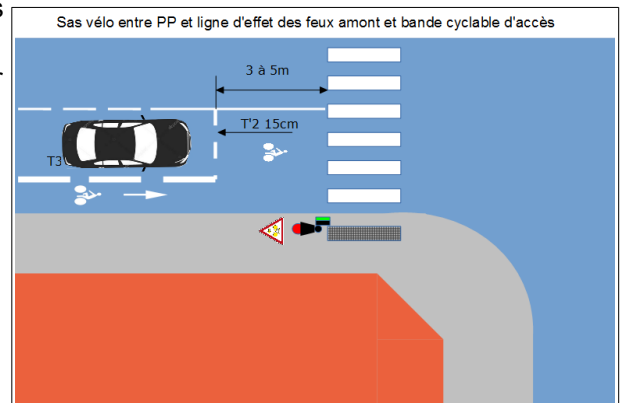 s
Sas vélo entre PP et ligne d'effet des feux amont et bande cyclable d'accès
3 à 5m
T'2 15cm
T3